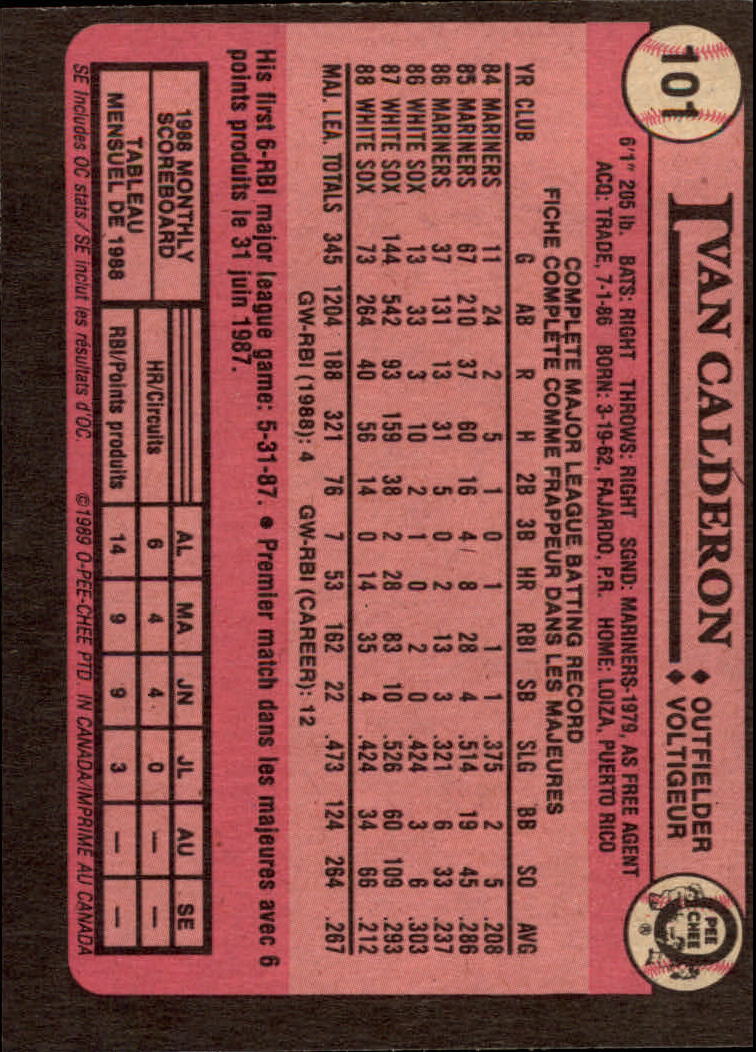 101
IVAN CALDERON
♦ OUTFIELDER
♦ VOLTIGEUR
O
PEE
CHEE
®
6'1" 205 lb. BATS: RIGHT THROWS: RIGHT SGND: MARINERS-1979, AS FREE AGENT
ACQ: TRADE, 7-1-86 BORN: 3-19-62, FAJARDO, P.R. HOME: LOIZA, PUERTO RICO
COMPLETE MAJOR LEAGUE BATTING RECORD
FICHE COMPLÈTE COMME FRAPPEUR DANS LES MAJEURES
YR CLUB G AB R H 2B 3B HR RBI SB SLG BB SO AVG
84 MARINERS 11 24 2 5 1 0 1 1 1 .375 2 5 .208
85 MARINERS 67 210 37 60 16 4 8 28 4 .514 19 45 .286
86 MARINERS 37 131 13 31 5 0 2 13 3 .321 6 33 .237
86 WHITE SOX 13 33 3 10 2 1 0 2 0 .424 3 6 .303
87 WHITE SOX 144 542 93 159 38 2 28 83 10 .526 60 109 .293
88 WHITE SOX 73 264 40 56 14 0 14 35 4 .424 34 66 .212
MAJ. LEA. TOTALS 345 1204 188 321 76 7 53 162 22 .473 124 264 .267
GW-RBI (1988): 4 GW-RBI (CAREER): 12
His first 6-RBI major league game: 5-31-87. ● Premier match dans les majeures avec 6
points produits le 31 juin 1987.
1988 MONTHLY
SCOREBOARD
TABLEAU
MENSUEL DE 1988
AL MA JN JL AU SE
HR/Circuits 6 4 4 0 — —
RBI/Points produits 14 9 9 3 — —
SE Includes OC stats/SE inclut les résultats d'OC. ©1989 O-PEE-CHEE PTD. IN CANADA/IMPRIMÉ AU CANADA